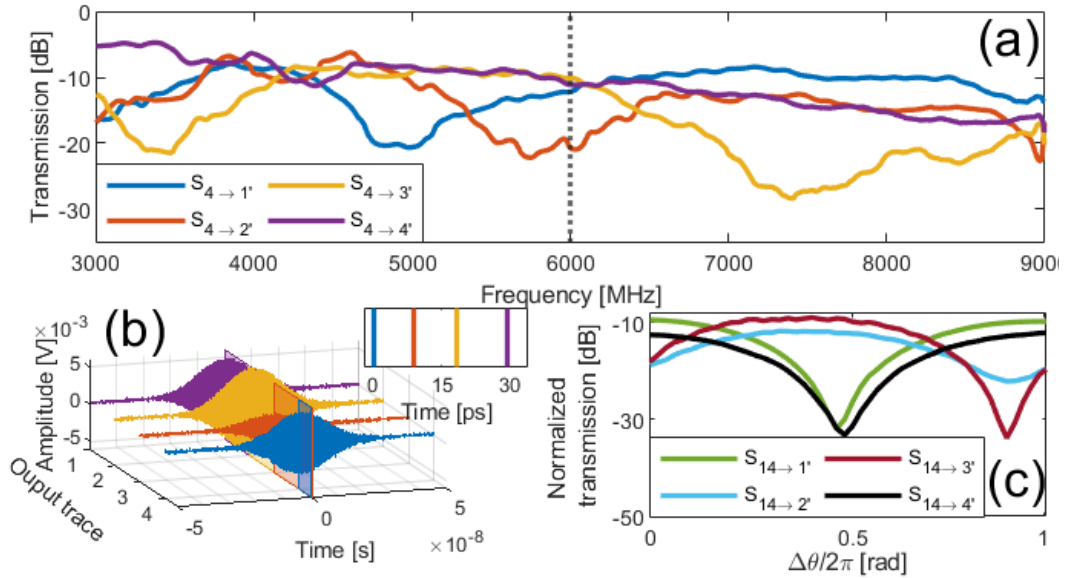 (a)
Transmission [dB]
0
-10
-20
-30
S4→1'
S4→3'
S4→2'
S4→4'
3000
4000
5000
6000
7000
8000
9000
Frequency [MHz]
(b)
×10-3
Amplitude [V]
5
0
-5
1
2
3
4
Ouput trace
-5
0
5
×10-8
Time [s]
0
15
30
Time [ps]
(c)
Normalized
transmission [dB]
-10
-30
-50
S14→1'
S14→3'
S14→2'
S14→4'
0
0.5
1
Δθ/2π [rad]